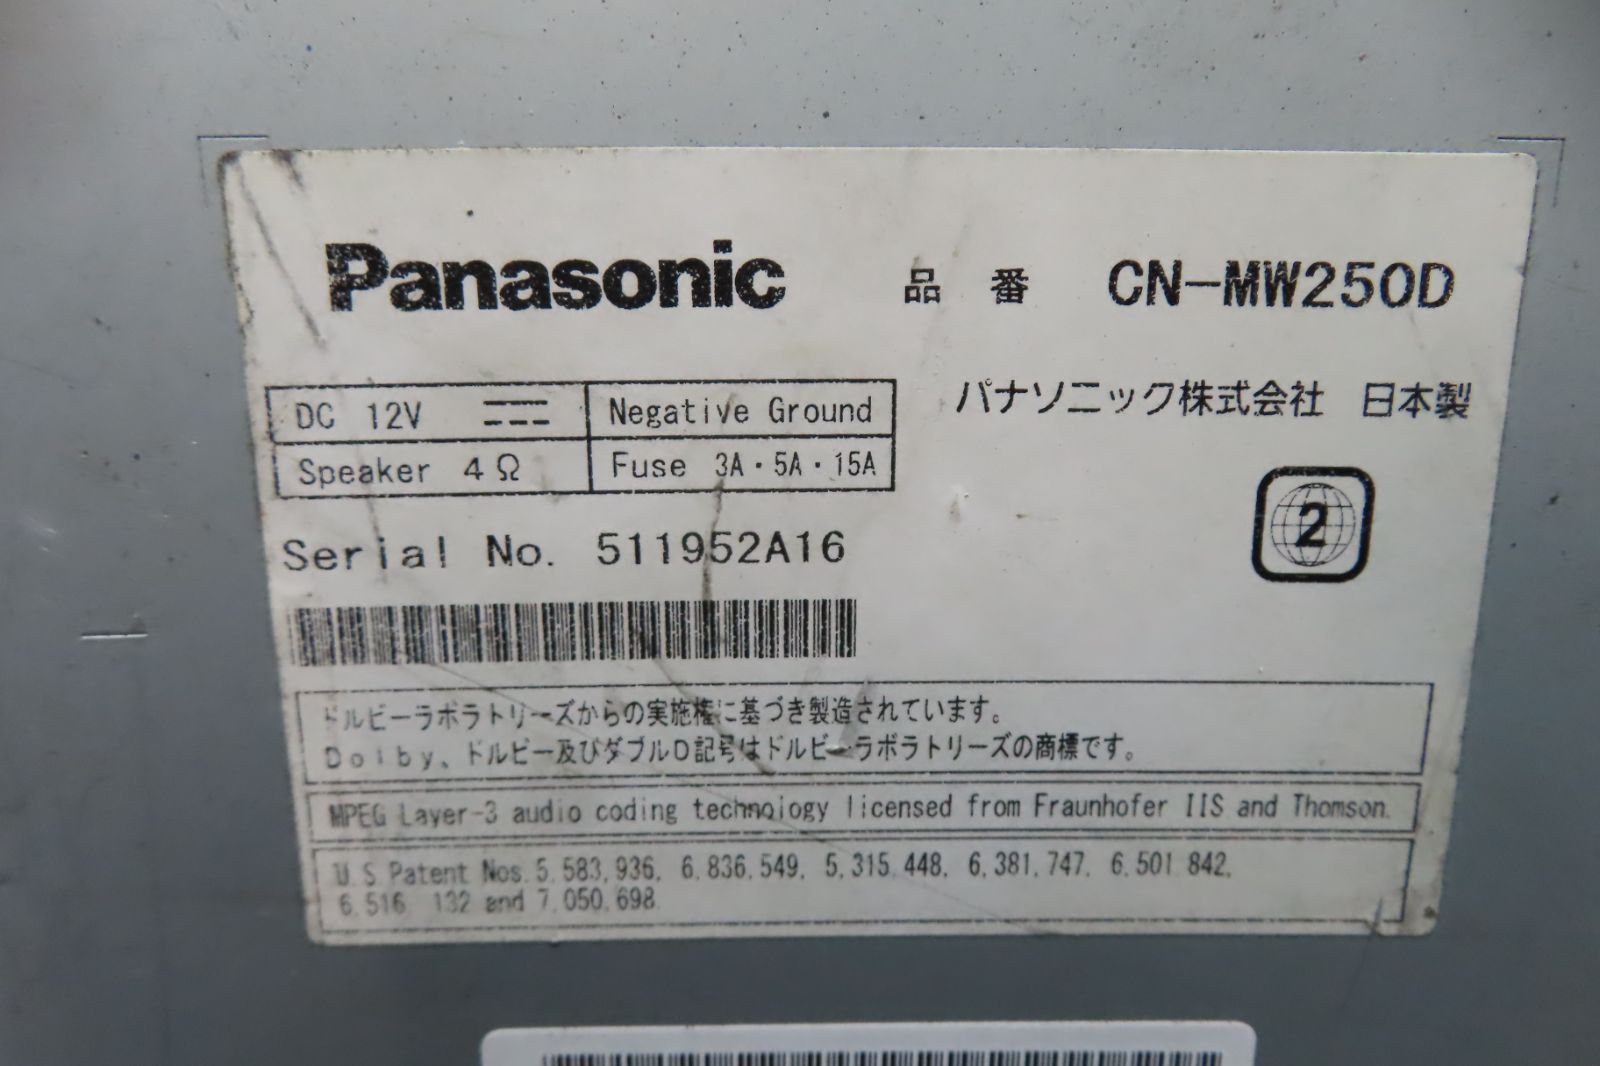 Panasonic 品番 CN-MW250D
DC 12V Negative Ground
パナソニック株式会社 日本製
Speaker 4Ω Fuse 3A・5A・15A
2
Serial No. 511952A16
ドルビーラボラトリーズからの実施権に基づき製造されています。
Dolby、ドルビー及びダブルD記号はドルビーラボラトリーズの商標です。
MPEG Layer-3 audio coding technology licensed from Fraunhofer IIS and Thomson.
U.S.Patent Nos.5,583,936, 6,836,549, 5,315,448, 6,381,747, 6,501,842,
6,516,132 and 7,050,698.